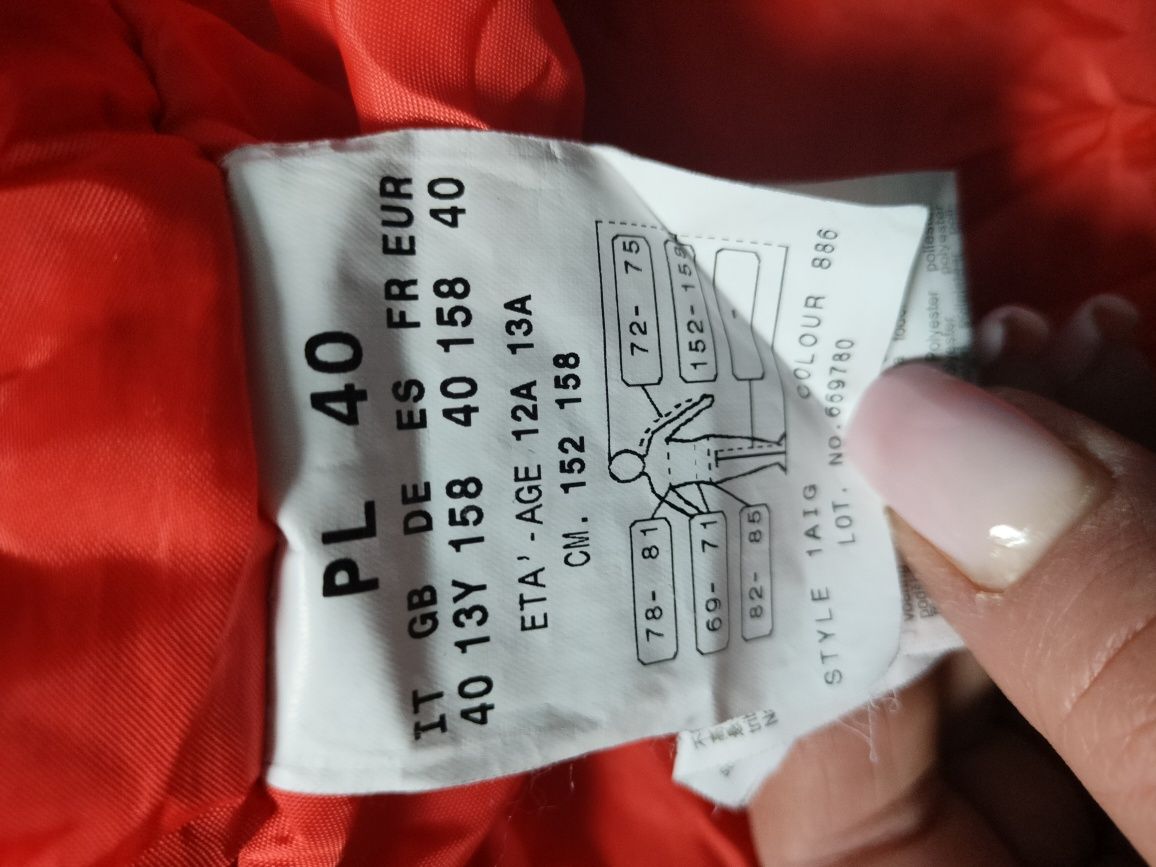 PL 40
IT GB DE ES FR EUR
40 13Y 158 40 158 40
ETA'-AGE 12A 13A
CM. 152 158
78- 81 72- 75
69- 71 152-158
82- 85 -
STYLE 1AIG COLOUR 886
LOT. NO.669780
Polyester
polyester